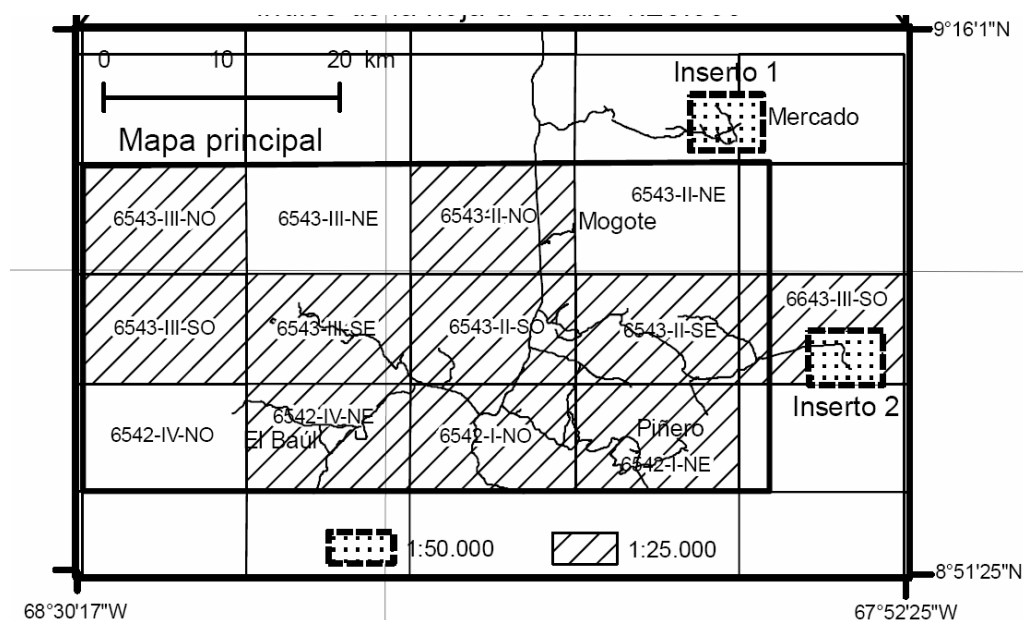 9°16'1"N
0 10 20 km
Inserto 1
Mercado
Mapa principal
6543-III-NO 6543-III-NE 6543-II-NO 6543-II-NE
Mogote
6643-III-SO
6543-III-SO 6543-III-SE 6543-II-SO 6543-II-SE
Inserto 2
6542-IV-NE
6542-IV-NO El Baúl 6542-I-NO Piñero
6542-I-NE
1:50.000 1:25.000
8°51'25"N
68°30'17"W 67°52'25"W